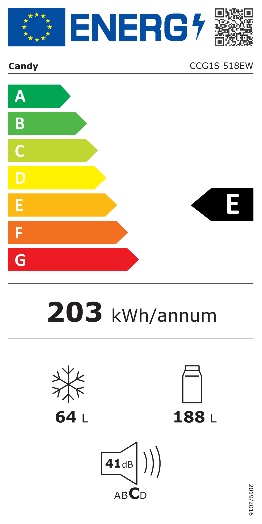 ENERG
Candy CCG1S 518EW
A
B
C
D
E
E
F
G
203 kWh/annum
64 L
188 L
41dB
ABCD
2019/2016